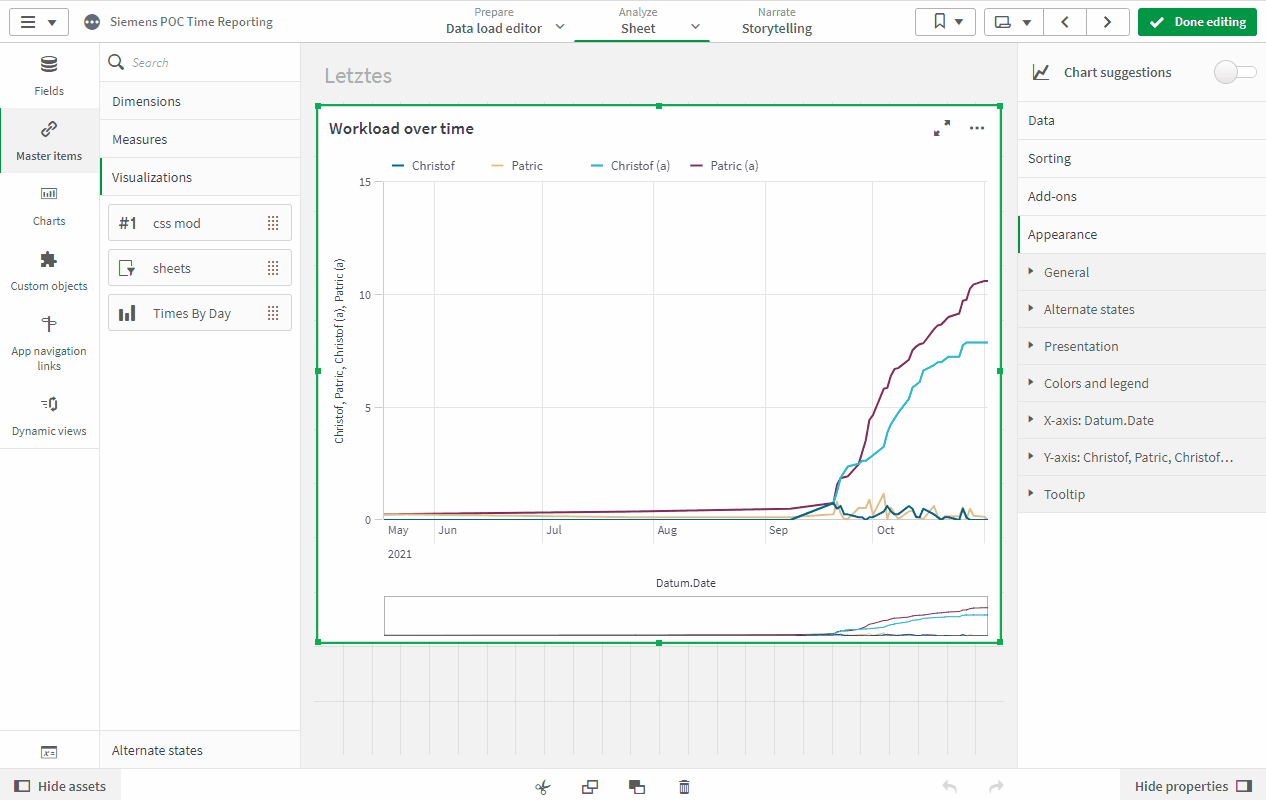 Siemens POC Time Reporting
Prepare
Data load editor
Analyze
Sheet
Narrate
Storytelling
Done editing
Fields
Master items
Charts
Custom objects
App navigation
links
Dynamic views
Search
Dimensions
Measures
Visualizations
#1 css mod
sheets
Times By Day
Alternate states
Letztes
Workload over time
Christof Patric Christof (a) Patric (a)
Christof, Patric, Christof (a), Patric (a)
15
10
5
0
May Jun Jul Aug Sep Oct
2021
Datum.Date
Chart suggestions
Data
Sorting
Add-ons
Appearance
General
Alternate states
Presentation
Colors and legend
X-axis: Datum.Date
Y-axis: Christof, Patric, Christof...
Tooltip
x=
Hide assets
Hide properties